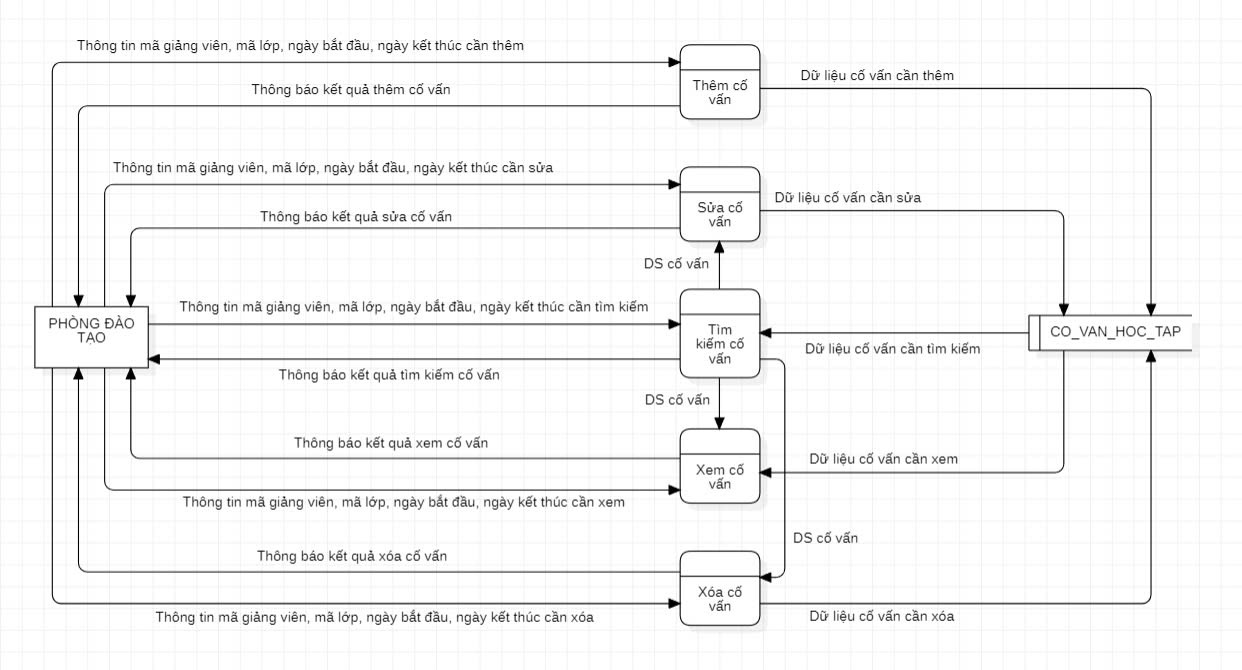 Thông tin mã giảng viên, mã lớp, ngày bắt đầu, ngày kết thúc cần thêm
Dữ liệu cố vấn cần thêm
Thêm cố
vấn
Thông báo kết quả thêm cố vấn
Thông tin mã giảng viên, mã lớp, ngày bắt đầu, ngày kết thúc cần sửa
Dữ liệu cố vấn cần sửa
Sửa cố
vấn
Thông báo kết quả sửa cố vấn
DS cố vấn
Thông tin mã giảng viên, mã lớp, ngày bắt đầu, ngày kết thúc cần tìm kiếm
PHÒNG ĐÀO
TẠO
Tìm
kiếm cố
vấn
CO_VAN_HOC_TAP
Dữ liệu cố vấn cần tìm kiếm
Thông báo kết quả tìm kiếm cố vấn
DS cố vấn
Thông báo kết quả xem cố vấn
Dữ liệu cố vấn cần xem
Xem cố
vấn
Thông tin mã giảng viên, mã lớp, ngày bắt đầu, ngày kết thúc cần xem
DS cố vấn
Thông báo kết quả xóa cố vấn
Xóa cố
vấn
Thông tin mã giảng viên, mã lớp, ngày bắt đầu, ngày kết thúc cần xóa
Dữ liệu cố vấn cần xóa